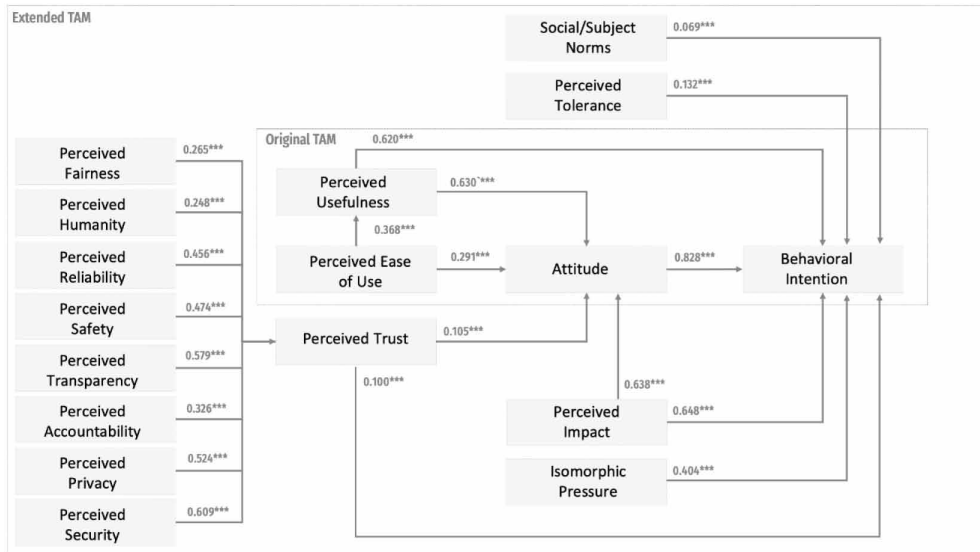 Extended TAM
Social/Subject
Norms
0.069***
Perceived
Tolerance
0.132***
Original TAM
0.620***
Perceived
Fairness
0.265***
Perceived
Usefulness
0.630`***
Perceived
Humanity
0.248***
0.368***
Perceived
Reliability
0.456***
Perceived Ease
of Use
0.291***
Attitude
0.828***
Behavioral
Intention
Perceived
Safety
0.474***
Perceived Trust
0.105***
Perceived
Transparency
0.579***
0.100***
0.638***
Perceived
Accountability
0.326***
Perceived
Impact
0.648***
Perceived
Privacy
0.524***
Isomorphic
Pressure
0.404***
Perceived
Security
0.609***